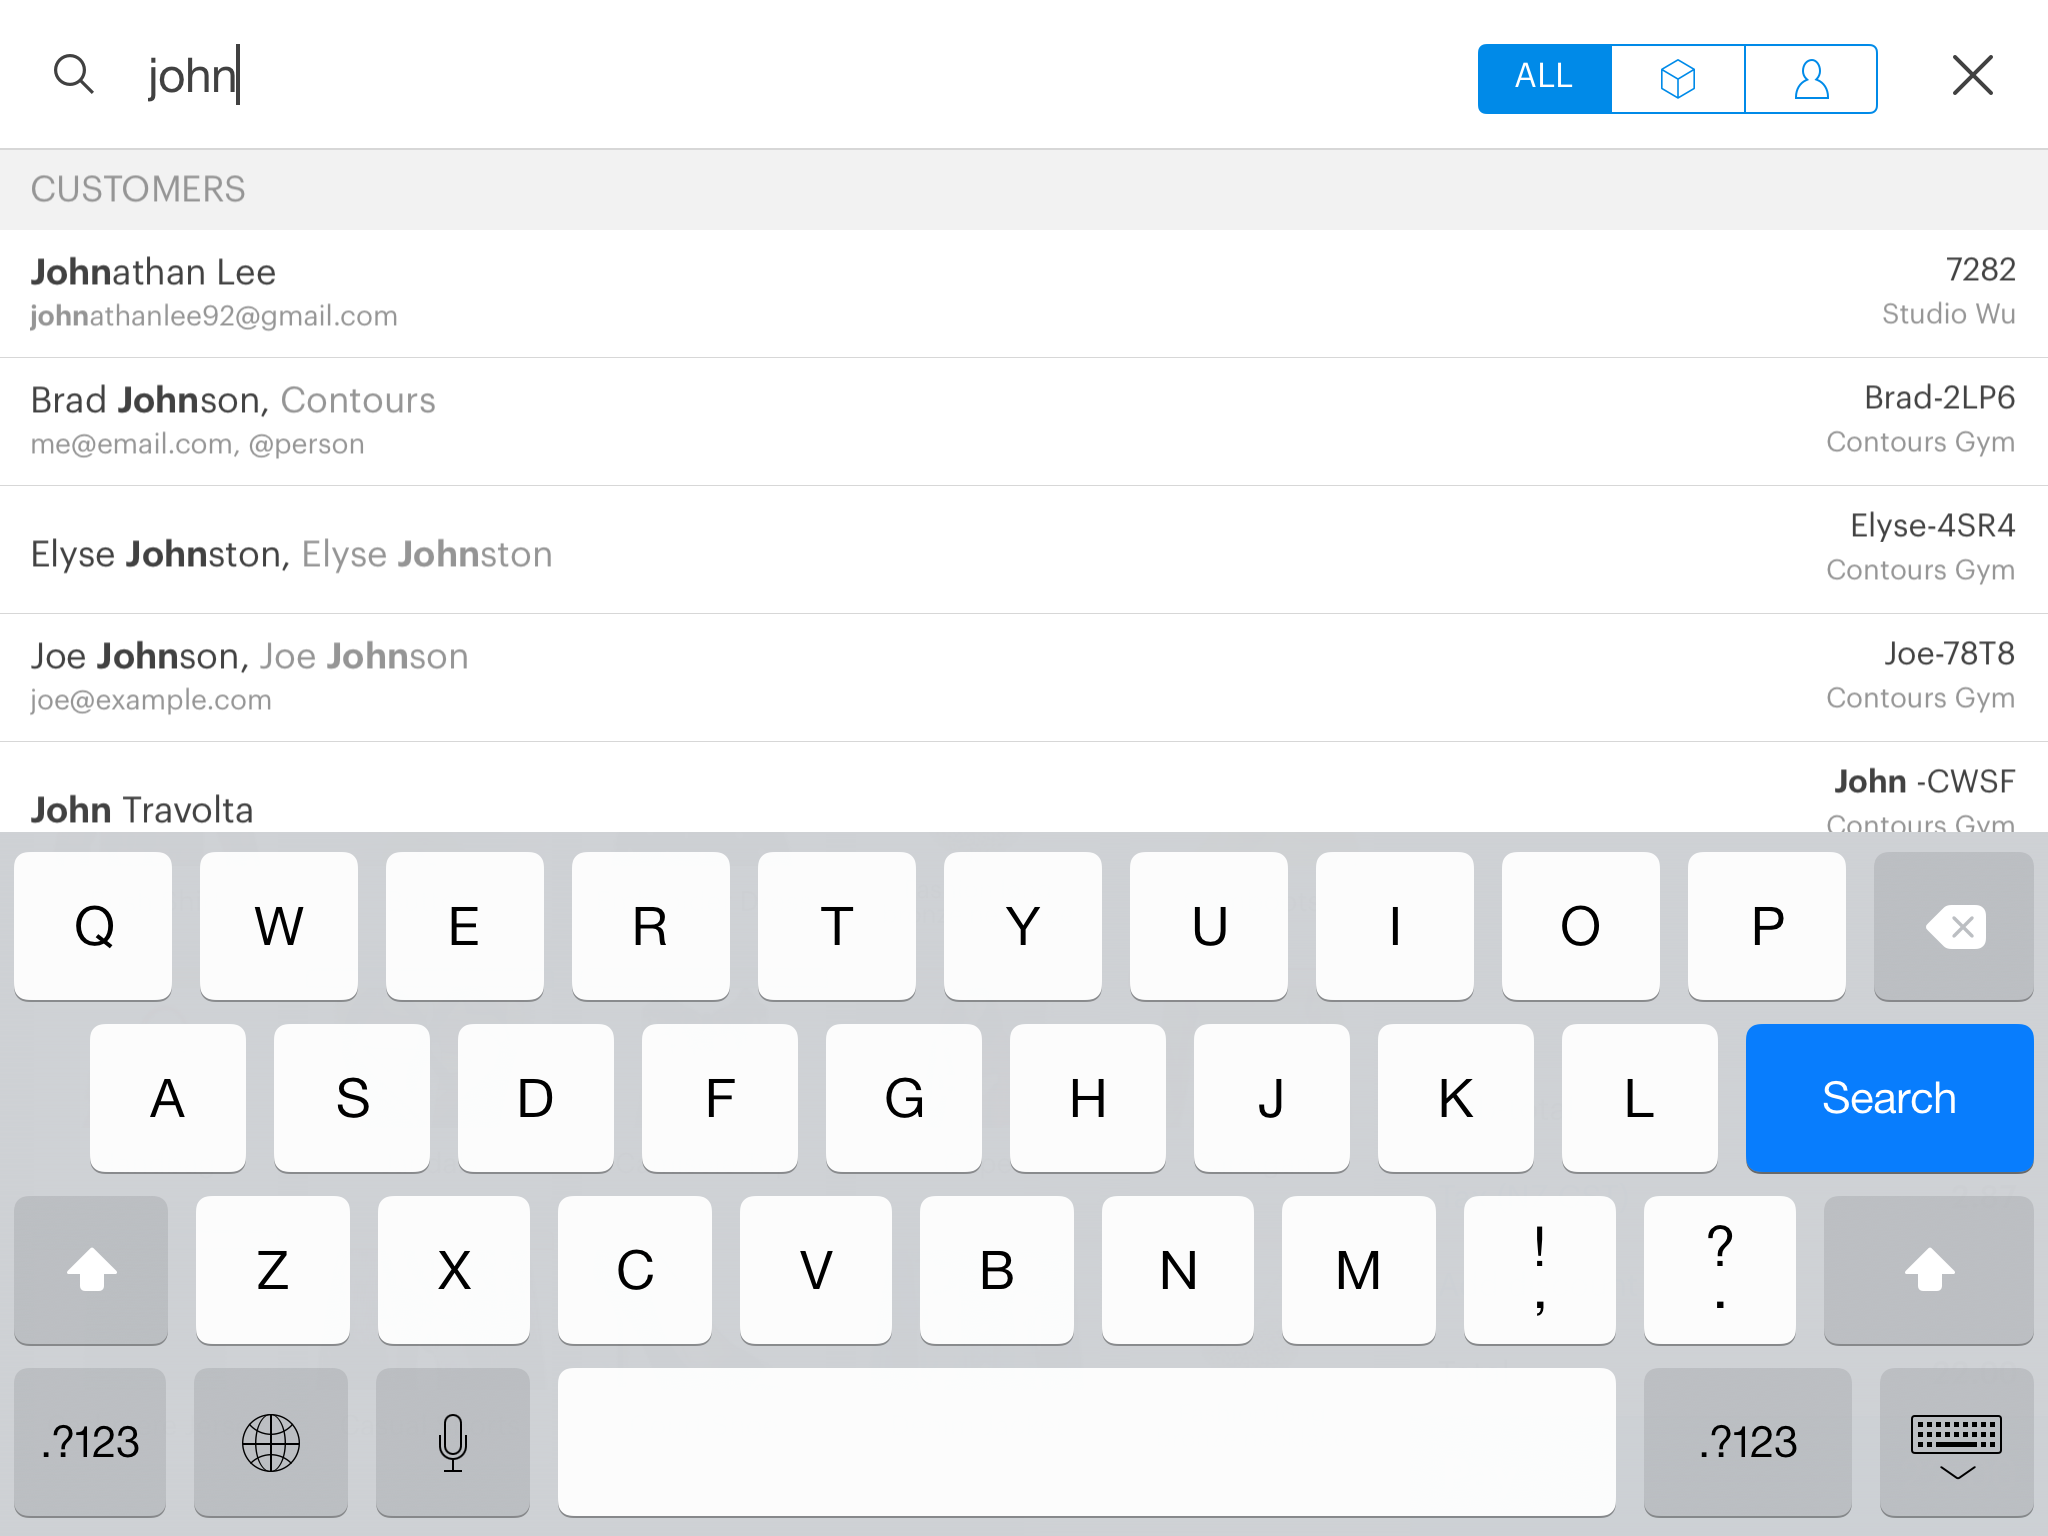 john
ALL
CUSTOMERS
Johnathan Lee
7282
johnathanlee92@gmail.com
Studio Wu
Brad Johnson, Contours
Brad-2LP6
me@email.com, @person
Contours Gym
Elyse Johnston, Elyse Johnston
Elyse-4SR4
Contours Gym
Joe Johnson, Joe Johnson
Joe-78T8
joe@example.com
Contours Gym
John Travolta
John -CWSF
Contours Gym
Q W E R T Y U I O P
A S D F G H J K L Search
Z X C V B N M ! , ? .
.?123 .?123